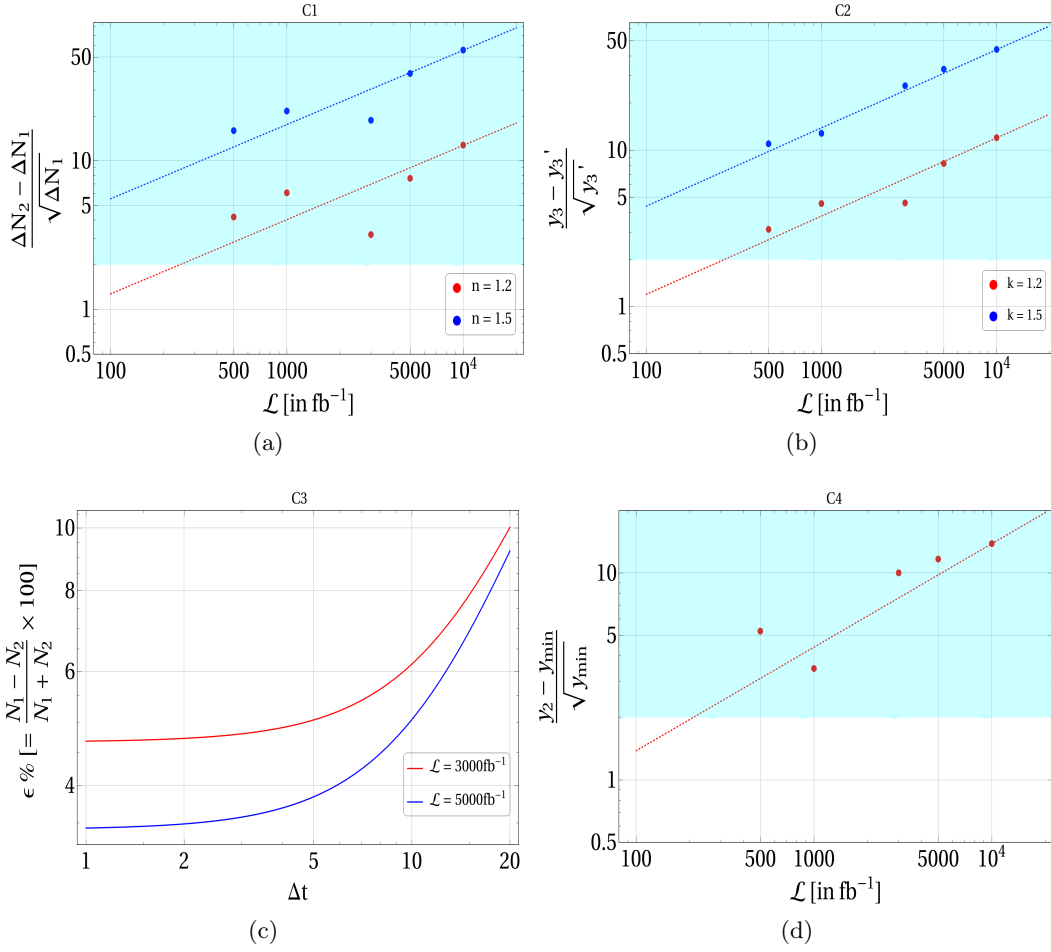 C1
50
10
5
1
0.5
ΔN₂ − ΔN₁
√ΔN₁
n = 1.2
n = 1.5
100 500 1000 5000 10⁴
ℒ [in fb⁻¹]
(a)
C2
50
10
5
1
0.5
y₃ − y₃'
√y₃'
k = 1.2
k = 1.5
100 500 1000 5000 10⁴
ℒ [in fb⁻¹]
(b)
C3
10
8
6
4
ϵ % [= (N₁ − N₂)/(N₁ + N₂) × 100]
ℒ = 3000fb⁻¹
ℒ = 5000fb⁻¹
1 2 5 10 20
Δt
(c)
C4
10
5
1
0.5
y₂ − y_min
√y_min
100 500 1000 5000 10⁴
ℒ [in fb⁻¹]
(d)